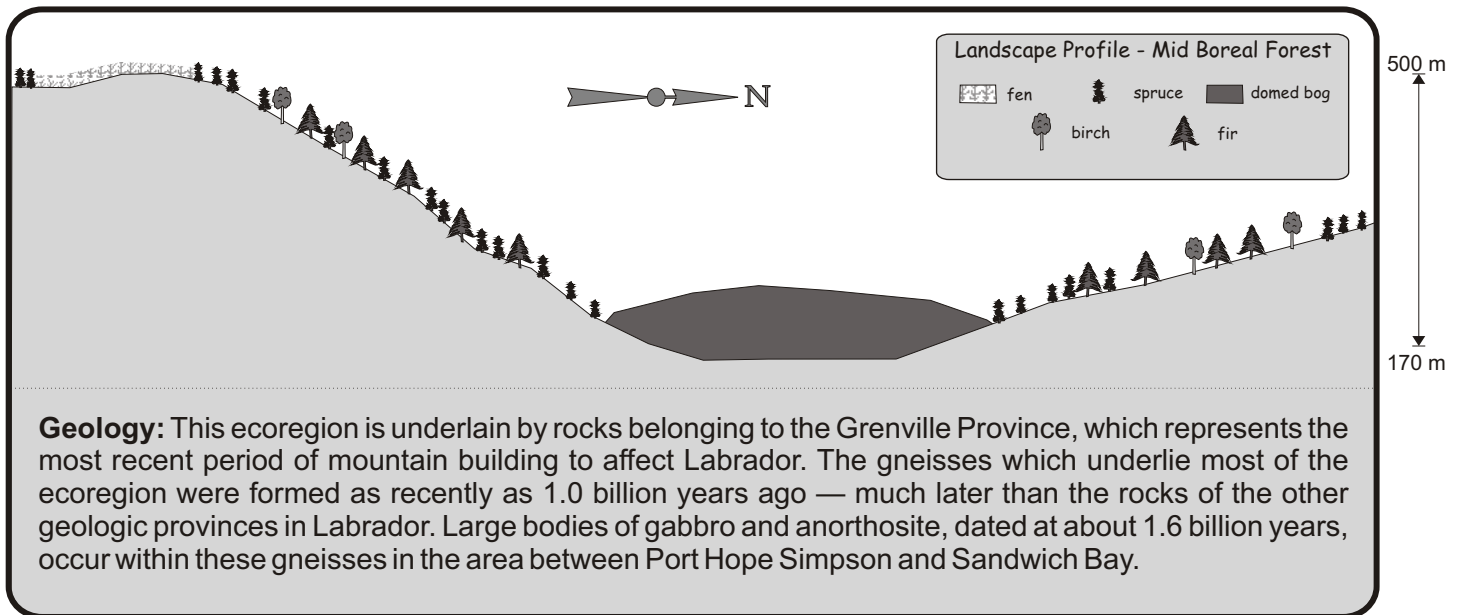 Landscape Profile - Mid Boreal Forest
fen
spruce
domed bog
birch
fir
N
500 m
170 m
Geology: This ecoregion is underlain by rocks belonging to the Grenville Province, which represents the
most recent period of mountain building to affect Labrador. The gneisses which underlie most of the
ecoregion were formed as recently as 1.0 billion years ago — much later than the rocks of the other
geologic provinces in Labrador. Large bodies of gabbro and anorthosite, dated at about 1.6 billion years,
occur within these gneisses in the area between Port Hope Simpson and Sandwich Bay.